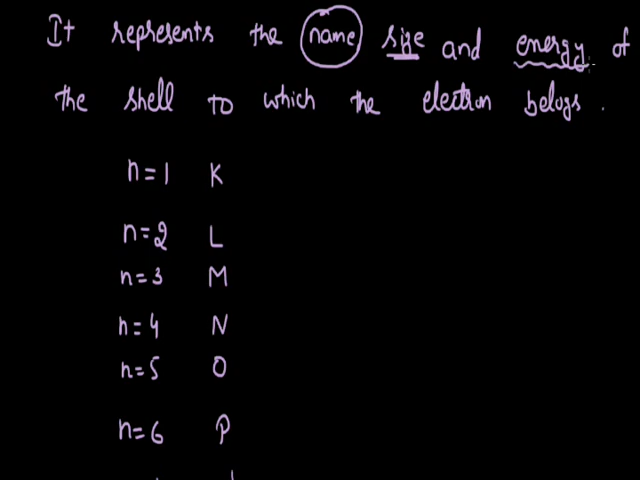 It represents the name size and energy of
the shell to which the electron belogs.
n=1 K
n=2 L
n=3 M
n=4 N
n=5 O
n=6 P